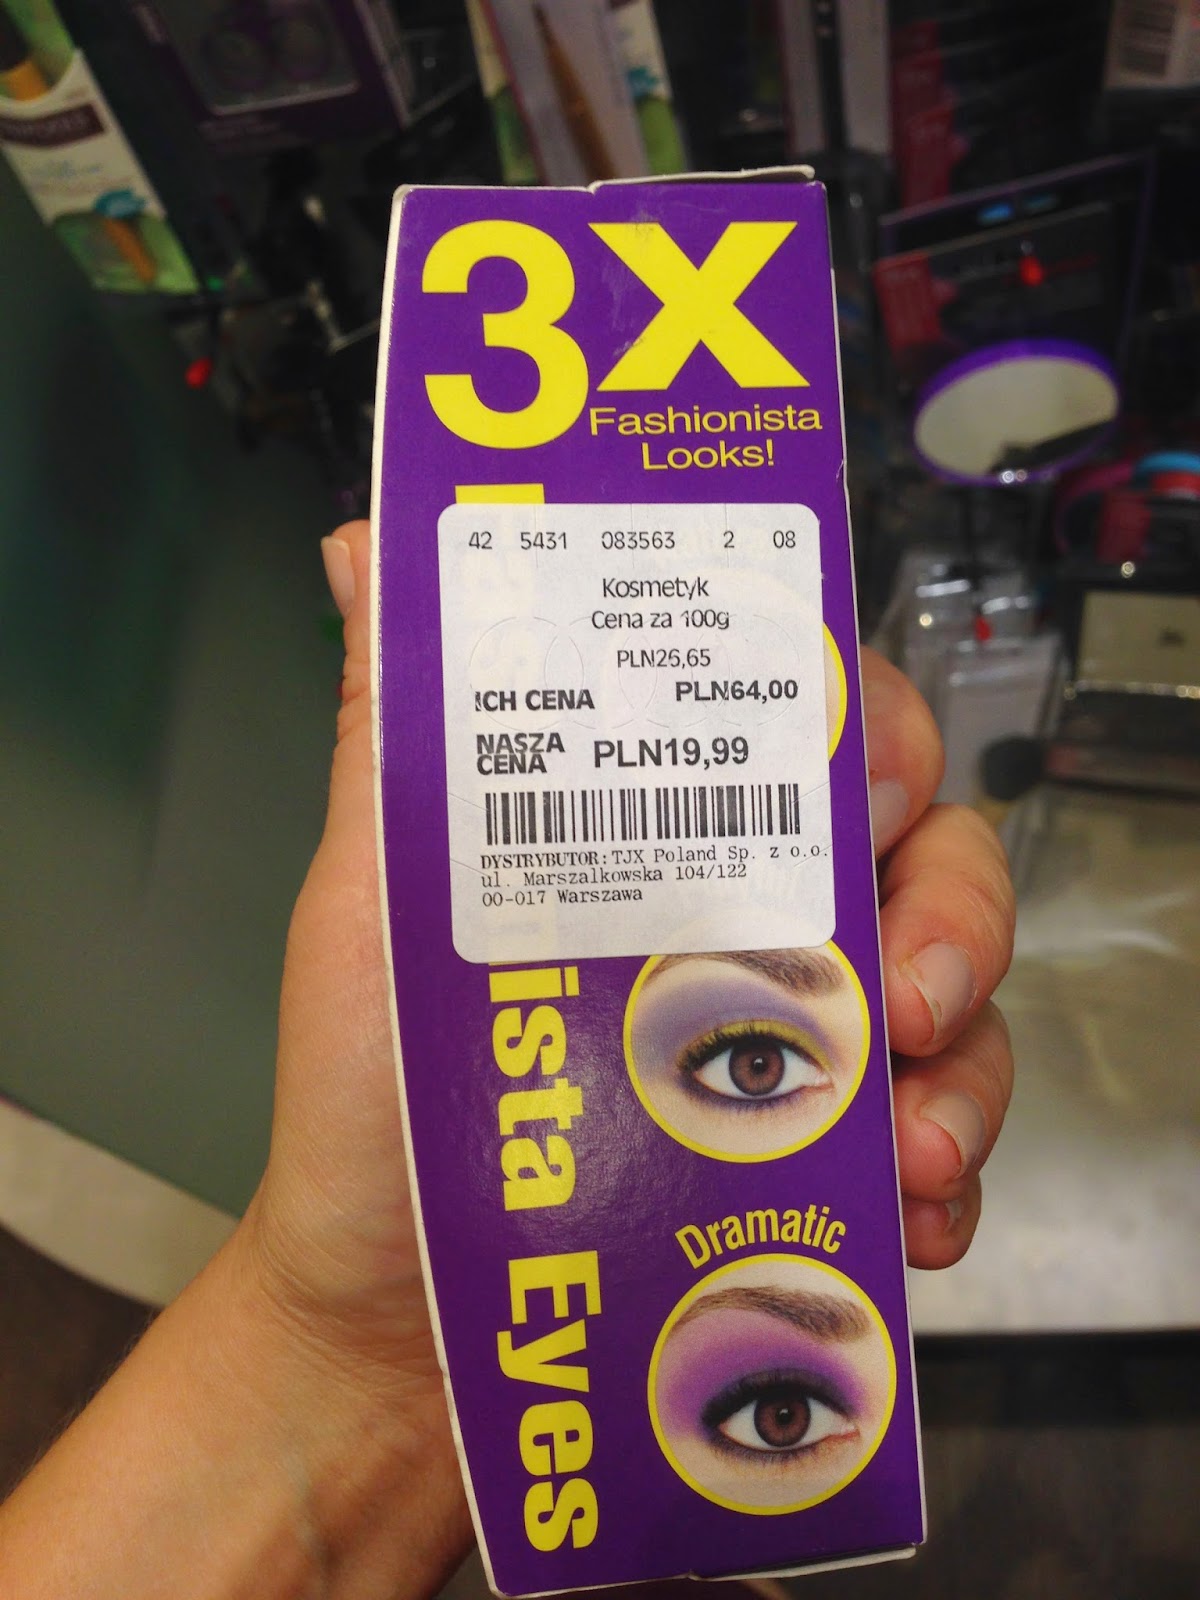 3X
Fashionista
Looks!
42 5431 083563 2 08
Kosmetyk
Cena za 100g
PLN26,65
ICH CENA PLN64,00
NASZA
CENA PLN19,99
DYSTRYBUTOR: TJX Poland Sp. z o.o.
ul. Marszalkowska 104/122
00-017 Warszawa
ista Eyes
Dramatic